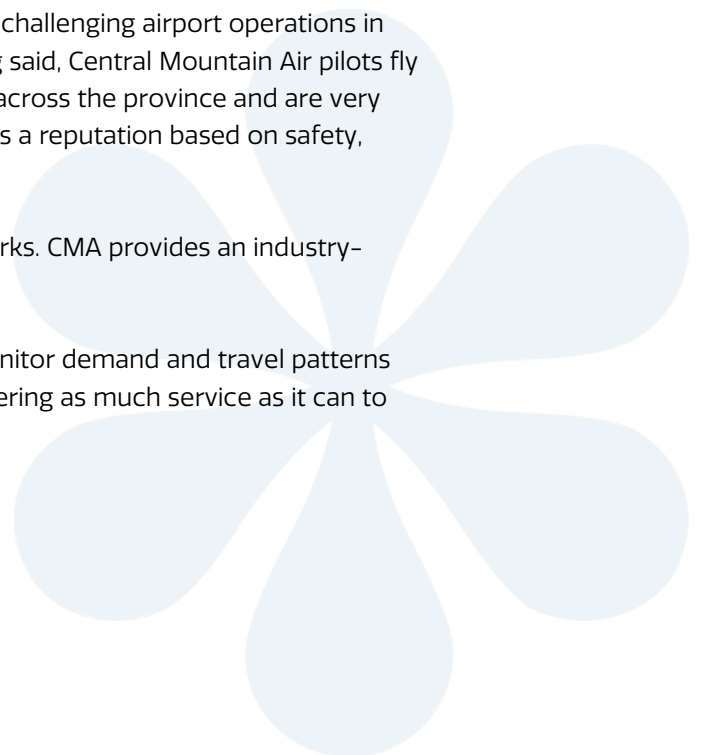 challenging airport operations in
g said, Central Mountain Air pilots fly
across the province and are very
s a reputation based on safety,
rks. CMA provides an industry-
nitor demand and travel patterns
ering as much service as it can to